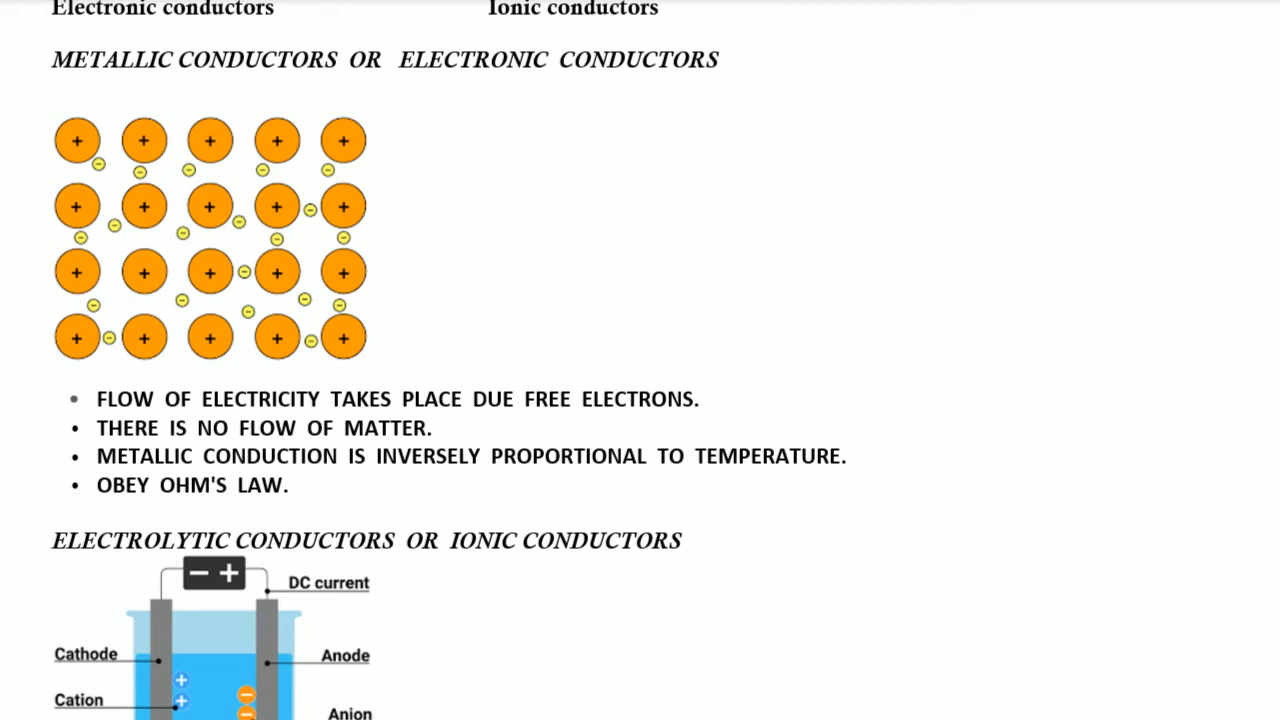 Electronic conductors Ionic conductors
METALLIC CONDUCTORS OR ELECTRONIC CONDUCTORS
+ + + + +
− − − − −
+ + + + +
− − − −
− − −
+ + + + +
−
− − − − −
+ + + + +
− −
• FLOW OF ELECTRICITY TAKES PLACE DUE FREE ELECTRONS.
• THERE IS NO FLOW OF MATTER.
• METALLIC CONDUCTION IS INVERSELY PROPORTIONAL TO TEMPERATURE.
• OBEY OHM'S LAW.
ELECTROLYTIC CONDUCTORS OR IONIC CONDUCTORS
− +
DC current
Cathode Anode
+
Cation + −
Anion −